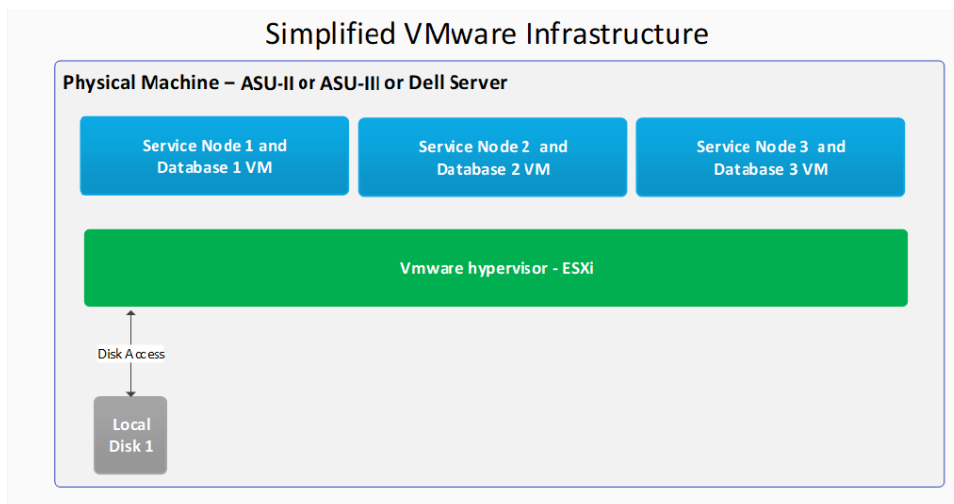 Simplified VMware Infrastructure
Physical Machine – ASU-II or ASU-III or Dell Server
Service Node 1 and
Database 1 VM
Service Node 2 and
Database 2 VM
Service Node 3 and
Database 3 VM
Vmware hypervisor - ESXi
Disk Access
Local
Disk 1